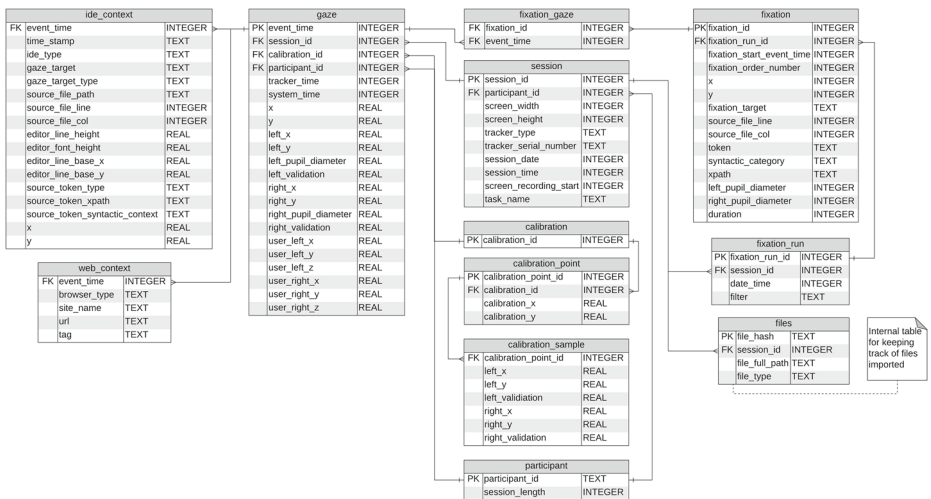 ide_context
FK event_time INTEGER
time_stamp TEXT
ide_type TEXT
gaze_target TEXT
gaze_target_type TEXT
source_file_path TEXT
source_file_line INTEGER
source_file_col INTEGER
editor_line_height REAL
editor_font_height REAL
editor_line_base_x REAL
editor_line_base_y REAL
source_token_type TEXT
source_token_xpath TEXT
source_token_syntactic_context TEXT
x REAL
y REAL
web_context
FK event_time INTEGER
browser_type TEXT
site_name TEXT
url TEXT
tag TEXT
gaze
PK event_time INTEGER
FK session_id INTEGER
FK calibration_id INTEGER
FK participant_id INTEGER
tracker_time INTEGER
system_time INTEGER
x REAL
y REAL
left_x REAL
left_y REAL
left_pupil_diameter REAL
left_validation REAL
right_x REAL
right_y REAL
right_pupil_diameter REAL
right_validation REAL
user_left_x REAL
user_left_y REAL
user_left_z REAL
user_right_x REAL
user_right_y REAL
user_right_z REAL
fixation_gaze
FK fixation_id INTEGER
FK event_time INTEGER
session
PK session_id INTEGER
FK participant_id INTEGER
screen_width INTEGER
screen_height INTEGER
tracker_type TEXT
tracker_serial_number TEXT
session_date INTEGER
session_time INTEGER
screen_recording_start INTEGER
task_name TEXT
calibration
PK calibration_id INTEGER
calibration_point
PK calibration_point_id INTEGER
FK calibration_id INTEGER
calibration_x REAL
calibration_y REAL
calibration_sample
FK calibration_point_id INTEGER
left_x REAL
left_y REAL
left_validiation REAL
right_x REAL
right_y REAL
right_validation REAL
participant
PK participant_id TEXT
session_length INTEGER
fixation
PK fixation_id INTEGER
FK fixation_run_id INTEGER
fixation_start_event_time INTEGER
fixation_order_number INTEGER
x INTEGER
y INTEGER
fixation_target TEXT
source_file_line INTEGER
source_file_col INTEGER
token TEXT
syntactic_category INTEGER
xpath TEXT
left_pupil_diameter INTEGER
right_pupil_diameter INTEGER
duration INTEGER
fixation_run
PK fixation_run_id INTEGER
FK session_id INTEGER
date_time INTEGER
filter TEXT
files
PK file_hash TEXT
FK session_id INTEGER
file_full_path TEXT
file_type TEXT
Internal table
for keeping
track of files
imported